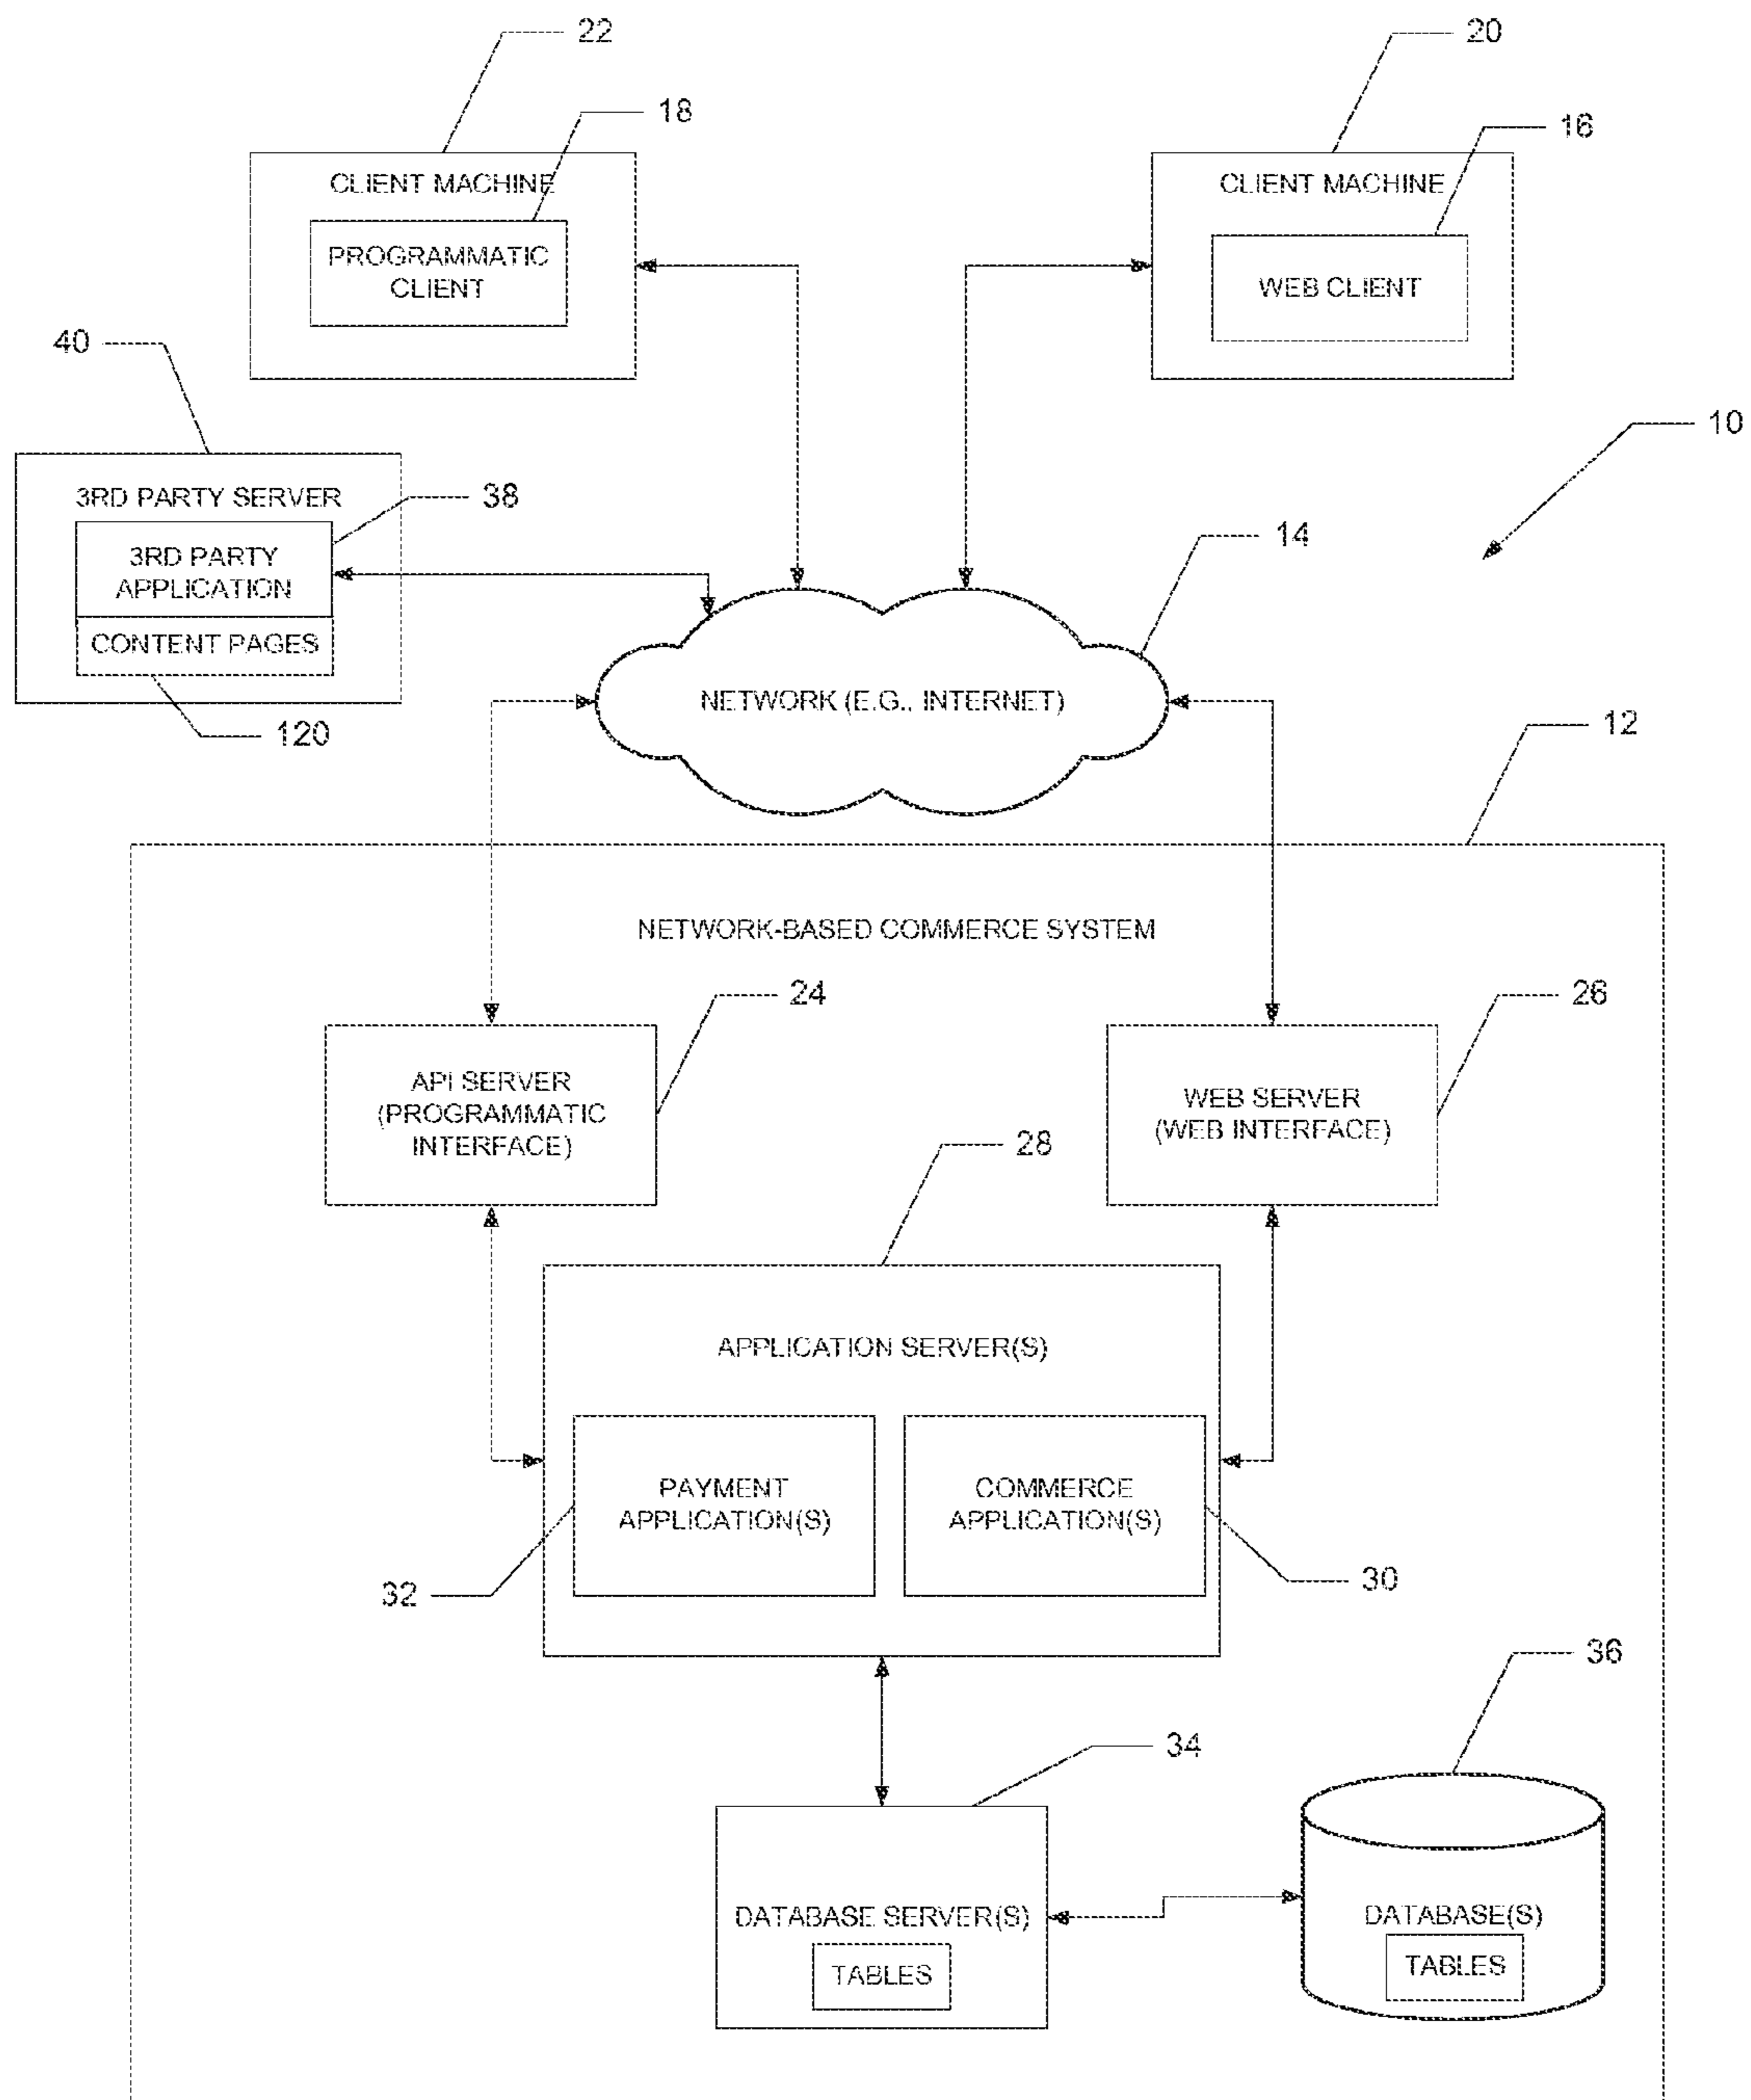 22
20
18
16
CLIENT MACHINE
PROGRAMMATIC
CLIENT
CLIENT MACHINE
WEB CLIENT
40
10
3RD PARTY SERVER
38
3RD PARTY
APPLICATION
CONTENT PAGES
120
14
NETWORK (E.G., INTERNET)
12
NETWORK-BASED COMMERCE SYSTEM
24
26
API SERVER
(PROGRAMMATIC
INTERFACE)
WEB SERVER
(WEB INTERFACE)
28
APPLICATION SERVER(S)
PAYMENT
APPLICATION(S)
COMMERCE
APPLICATION(S)
32
30
36
34
DATABASE SERVER(S)
TABLES
DATABASE(S)
TABLES